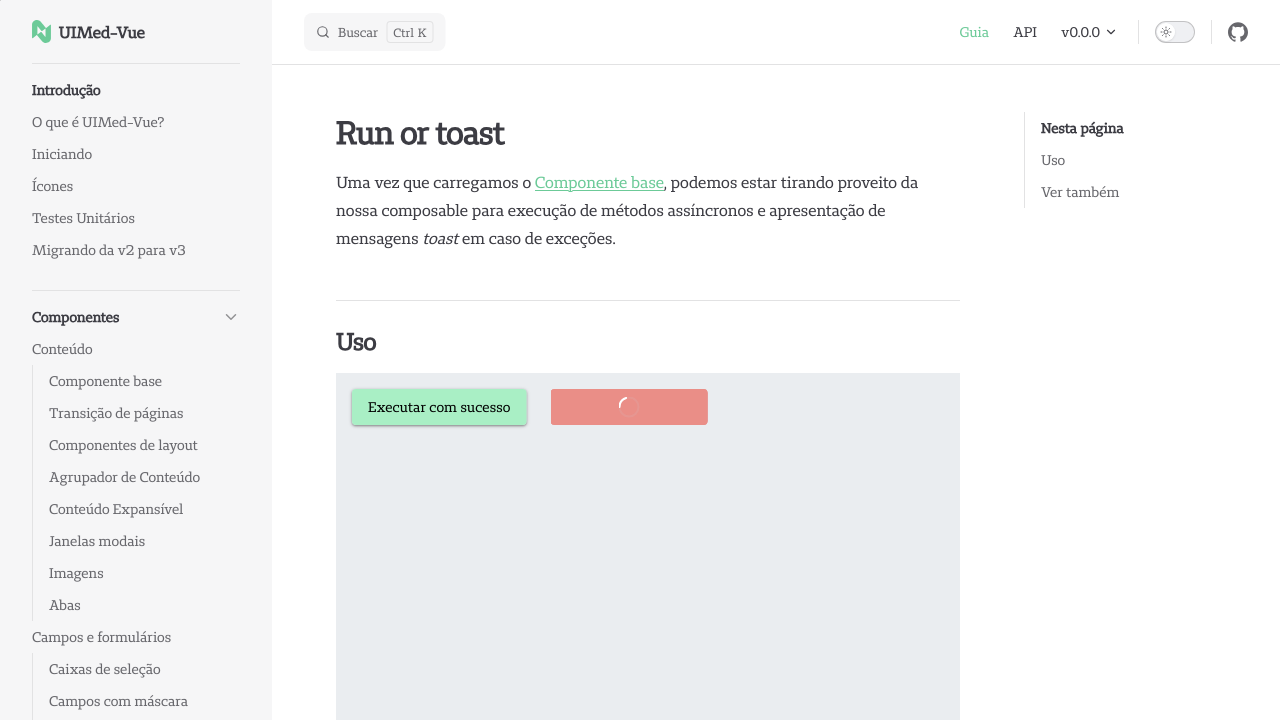 UIMed-Vue
Buscar
Ctrl K
Guia
API
v0.0.0
Introdução
O que é UIMed-Vue?
Iniciando
Ícones
Testes Unitários
Migrando da v2 para v3
Componentes
Conteúdo
Componente base
Transição de páginas
Componentes de layout
Agrupador de Conteúdo
Conteúdo Expansível
Janelas modais
Imagens
Abas
Campos e formulários
Caixas de seleção
Campos com máscara
Run or toast
Uma vez que carregamos o Componente base, podemos estar tirando proveito da
nossa composable para execução de métodos assíncronos e apresentação de
mensagens toast em caso de exceções.
Uso
Executar com sucesso
Nesta página
Uso
Ver também